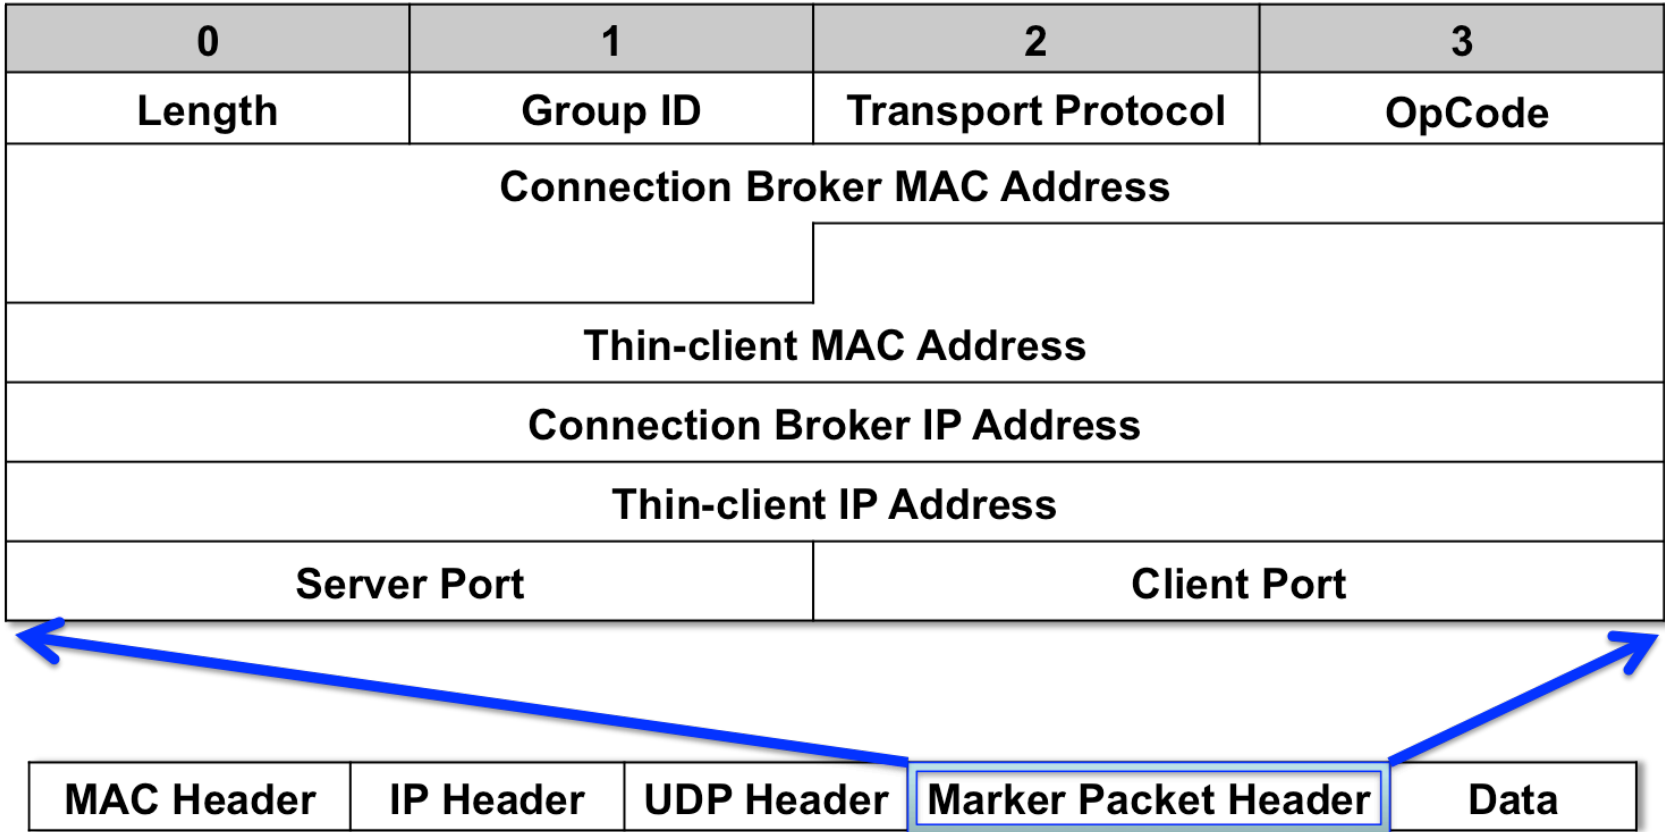 0 1 2 3
Length Group ID Transport Protocol OpCode
Connection Broker MAC Address
Thin-client MAC Address
Connection Broker IP Address
Thin-client IP Address
Server Port Client Port
MAC Header IP Header UDP Header Marker Packet Header Data